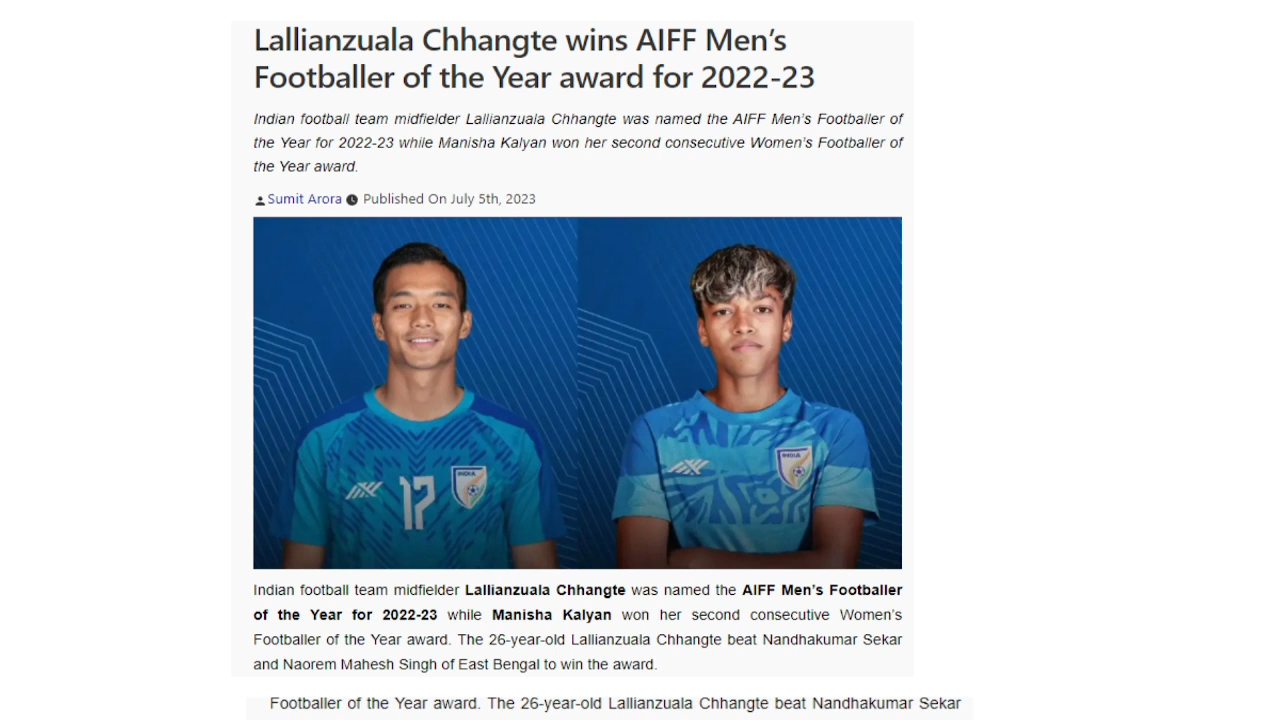 Lallianzuala Chhangte wins AIFF Men’s
Footballer of the Year award for 2022-23
Indian football team midfielder Lallianzuala Chhangte was named the AIFF Men’s Footballer of
the Year for 2022-23 while Manisha Kalyan won her second consecutive Women’s Footballer of
the Year award.
Sumit Arora Published On July 5th, 2023
17
INDIA
INDIA
Indian football team midfielder Lallianzuala Chhangte was named the AIFF Men’s Footballer
of the Year for 2022-23 while Manisha Kalyan won her second consecutive Women’s
Footballer of the Year award. The 26-year-old Lallianzuala Chhangte beat Nandhakumar Sekar
and Naorem Mahesh Singh of East Bengal to win the award.
Footballer of the Year award. The 26-year-old Lallianzuala Chhangte beat Nandhakumar Sekar